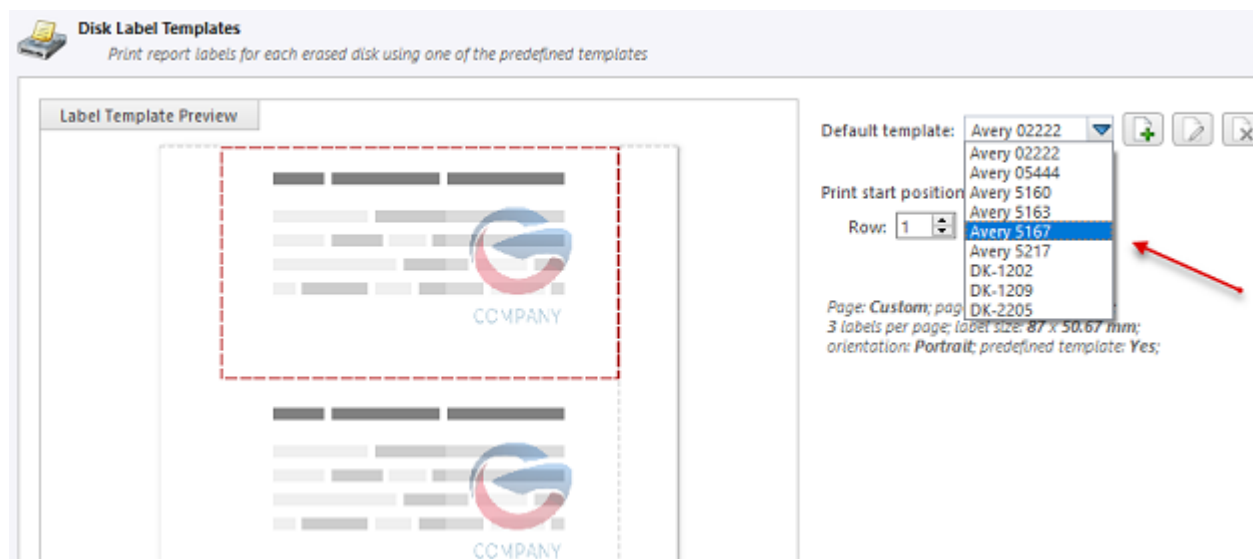 Disk Label Templates
Print report labels for each erased disk using one of the predefined templates
Label Template Preview
COMPANY
COMPANY
Default template: Avery 02222
Avery 02222
Avery 05444
Avery 5160
Print start position
Avery 5163
Row: 1
Avery 5167
Avery 5217
DK-1202
DK-1209
DK-2205
Page: Custom; pag
3 labels per page; label size: 87 x 50.67 mm;
orientation: Portrait; predefined template: Yes;